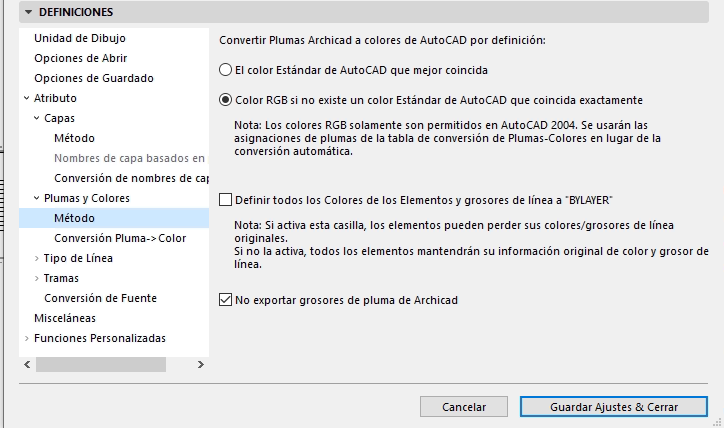 DEFINICIONES
Unidad de Dibujo
Opciones de Abrir
Opciones de Guardado
Atributo
Capas
Método
Nombres de capa basados en
Conversión de nombres de cap
Plumas y Colores
Método
Conversión Pluma->Color
Tipo de Línea
Tramas
Conversión de Fuente
Misceláneas
Funciones Personalizadas
Convertir Plumas Archicad a colores de AutoCAD por definición:
El color Estándar de AutoCAD que mejor coincida
Color RGB si no existe un color Estándar de AutoCAD que coincida exactamente
Nota: Los colores RGB solamente son permitidos en AutoCAD 2004. Se usarán las
asignaciones de plumas de la tabla de conversión de Plumas-Colores en lugar de la
conversión automática.
Definir todos los Colores de los Elementos y grosores de línea a "BYLAYER"
Nota: Si activa esta casilla, los elementos pueden perder sus colores/grosores de línea
originales.
Si no la activa, todos los elementos mantendrán su información original de color y grosor de
línea.
No exportar grosores de pluma de Archicad
Cancelar
Guardar Ajustes & Cerrar